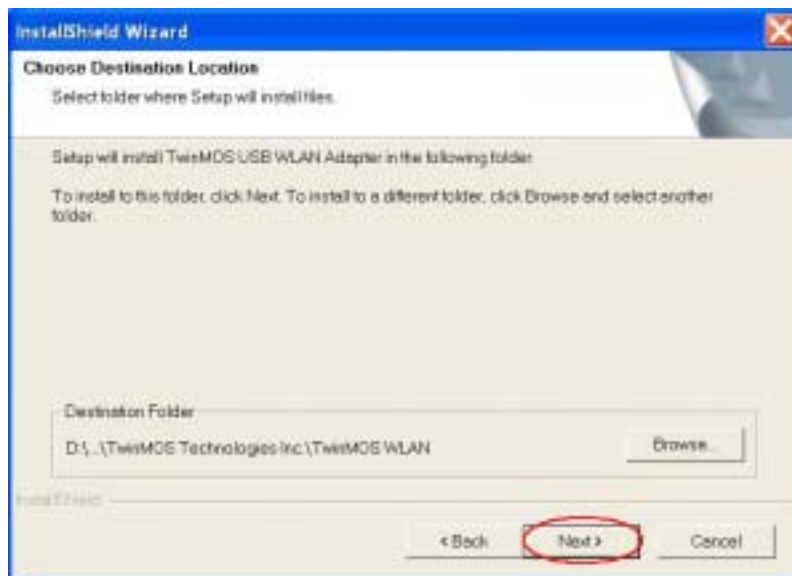 InstallShield Wizard
Choose Destination Location
Select folder where Setup will install files.
Setup will install TwinMOS USB WLAN Adapter in the following folder.
To install to this folder, click Next. To install to a different folder, click Browse and select another
folder.
Destination Folder
D:\...\TwinMOS Technologies Inc.\TwinMOS WLAN
Browse...
InstallShield
< Back
Next >
Cancel